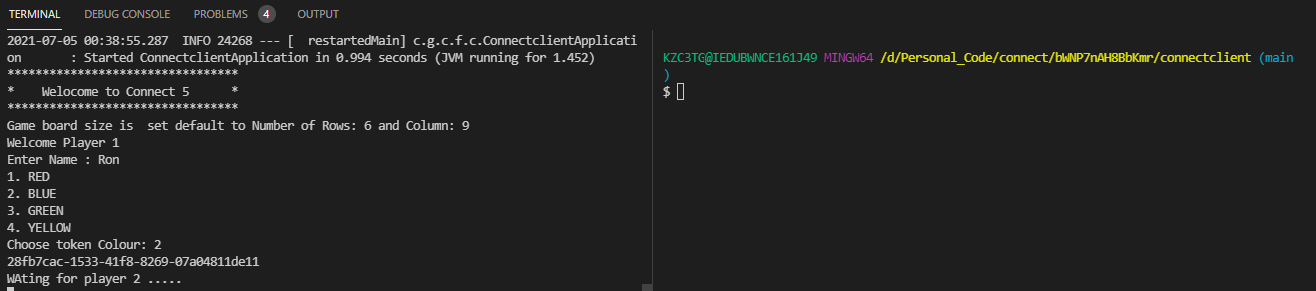 TERMINAL DEBUG CONSOLE PROBLEMS 4 OUTPUT
2021-07-05 00:38:55.287  INFO 24268 --- [  restartedMain] c.g.c.f.c.ConnectclientApplicati
on       : Started ConnectclientApplication in 0.994 seconds (JVM running for 1.452)
*********************************
*    Welocome to Connect 5      *
*********************************
Game board size is  set default to Number of Rows: 6 and Column: 9
Welcome Player 1
Enter Name : Ron
1. RED
2. BLUE
3. GREEN
4. YELLOW
Choose token Colour: 2
28fb7cac-1533-41f8-8269-07a04811de11
WAting for player 2 .....
KZC3TG@IEDUBWNCE161J49 MINGW64 /d/Personal_Code/connect/bWNP7nAH8BbKmr/connectclient (main
)
$